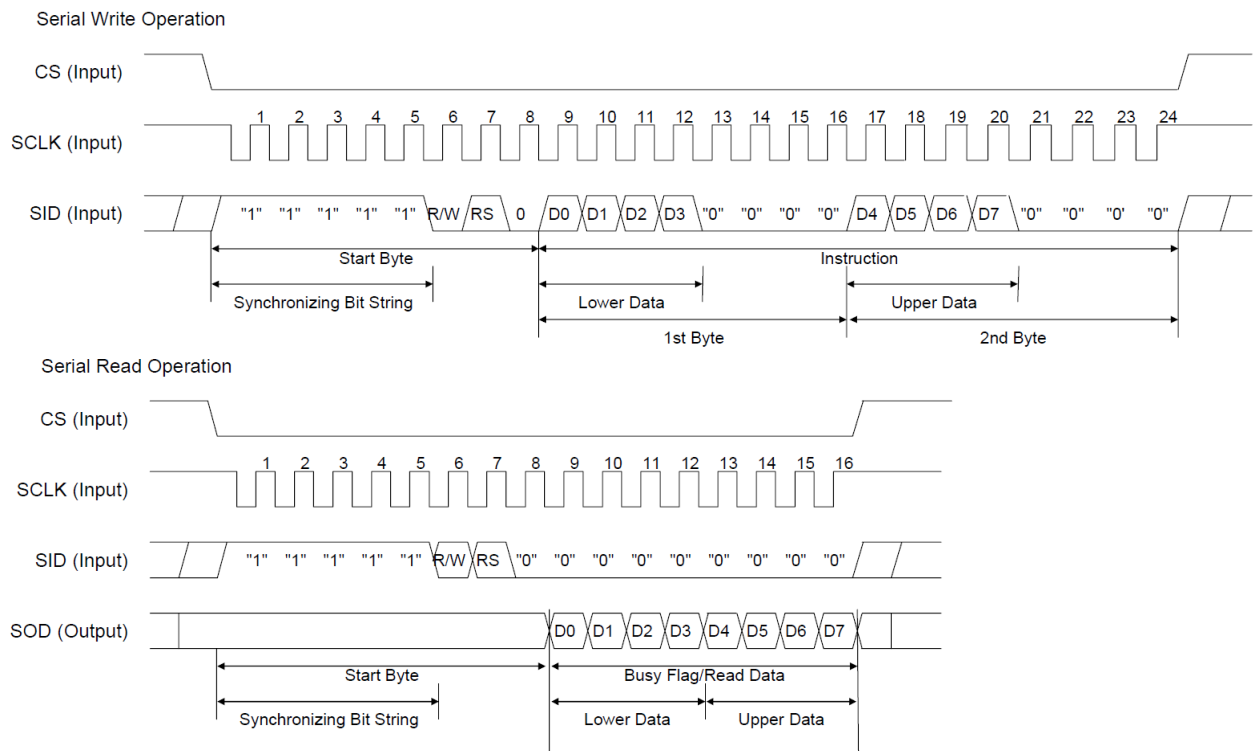 Serial Write Operation
CS (Input)
1 2 3 4 5 6 7 8 9 10 11 12 13 14 15 16 17 18 19 20 21 22 23 24
SCLK (Input)
SID (Input) "1" "1" "1" "1" "1" R/W RS 0 D0 D1 D2 D3 "0" "0" "0" "0" D4 D5 D6 D7 "0" "0" "0' "0"
Start Byte Instruction
Synchronizing Bit String Lower Data Upper Data
1st Byte 2nd Byte
Serial Read Operation
CS (Input)
1 2 3 4 5 6 7 8 9 10 11 12 13 14 15 16
SCLK (Input)
SID (Input) "1" "1" "1" "1" "1" R/W RS "0" "0" "0" "0" "0" "0" "0" "0" "0"
SOD (Output) D0 D1 D2 D3 D4 D5 D6 D7
Start Byte Busy Flag/Read Data
Synchronizing Bit String Lower Data Upper Data